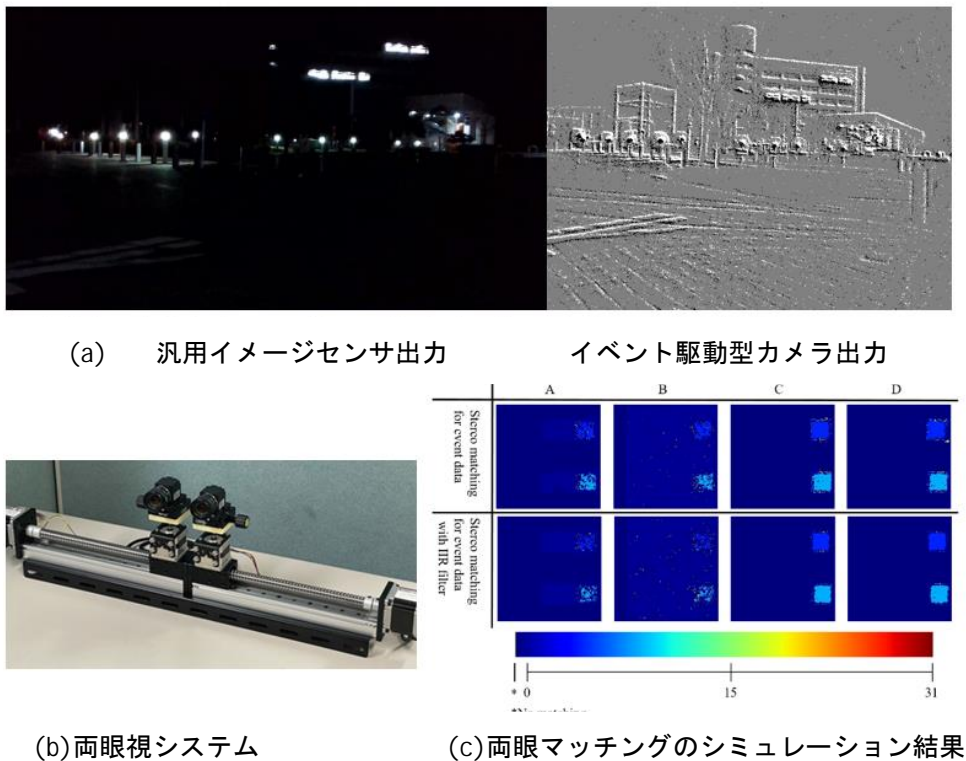 (a) 汎用イメージセンサ出力 イベント駆動型カメラ出力
A B C D
Stereo matching
for event data
Stereo matching
for event data
with IIR filter
* 0 15 31
(b)両眼視システム
(c)両眼マッチングのシミュレーション結果